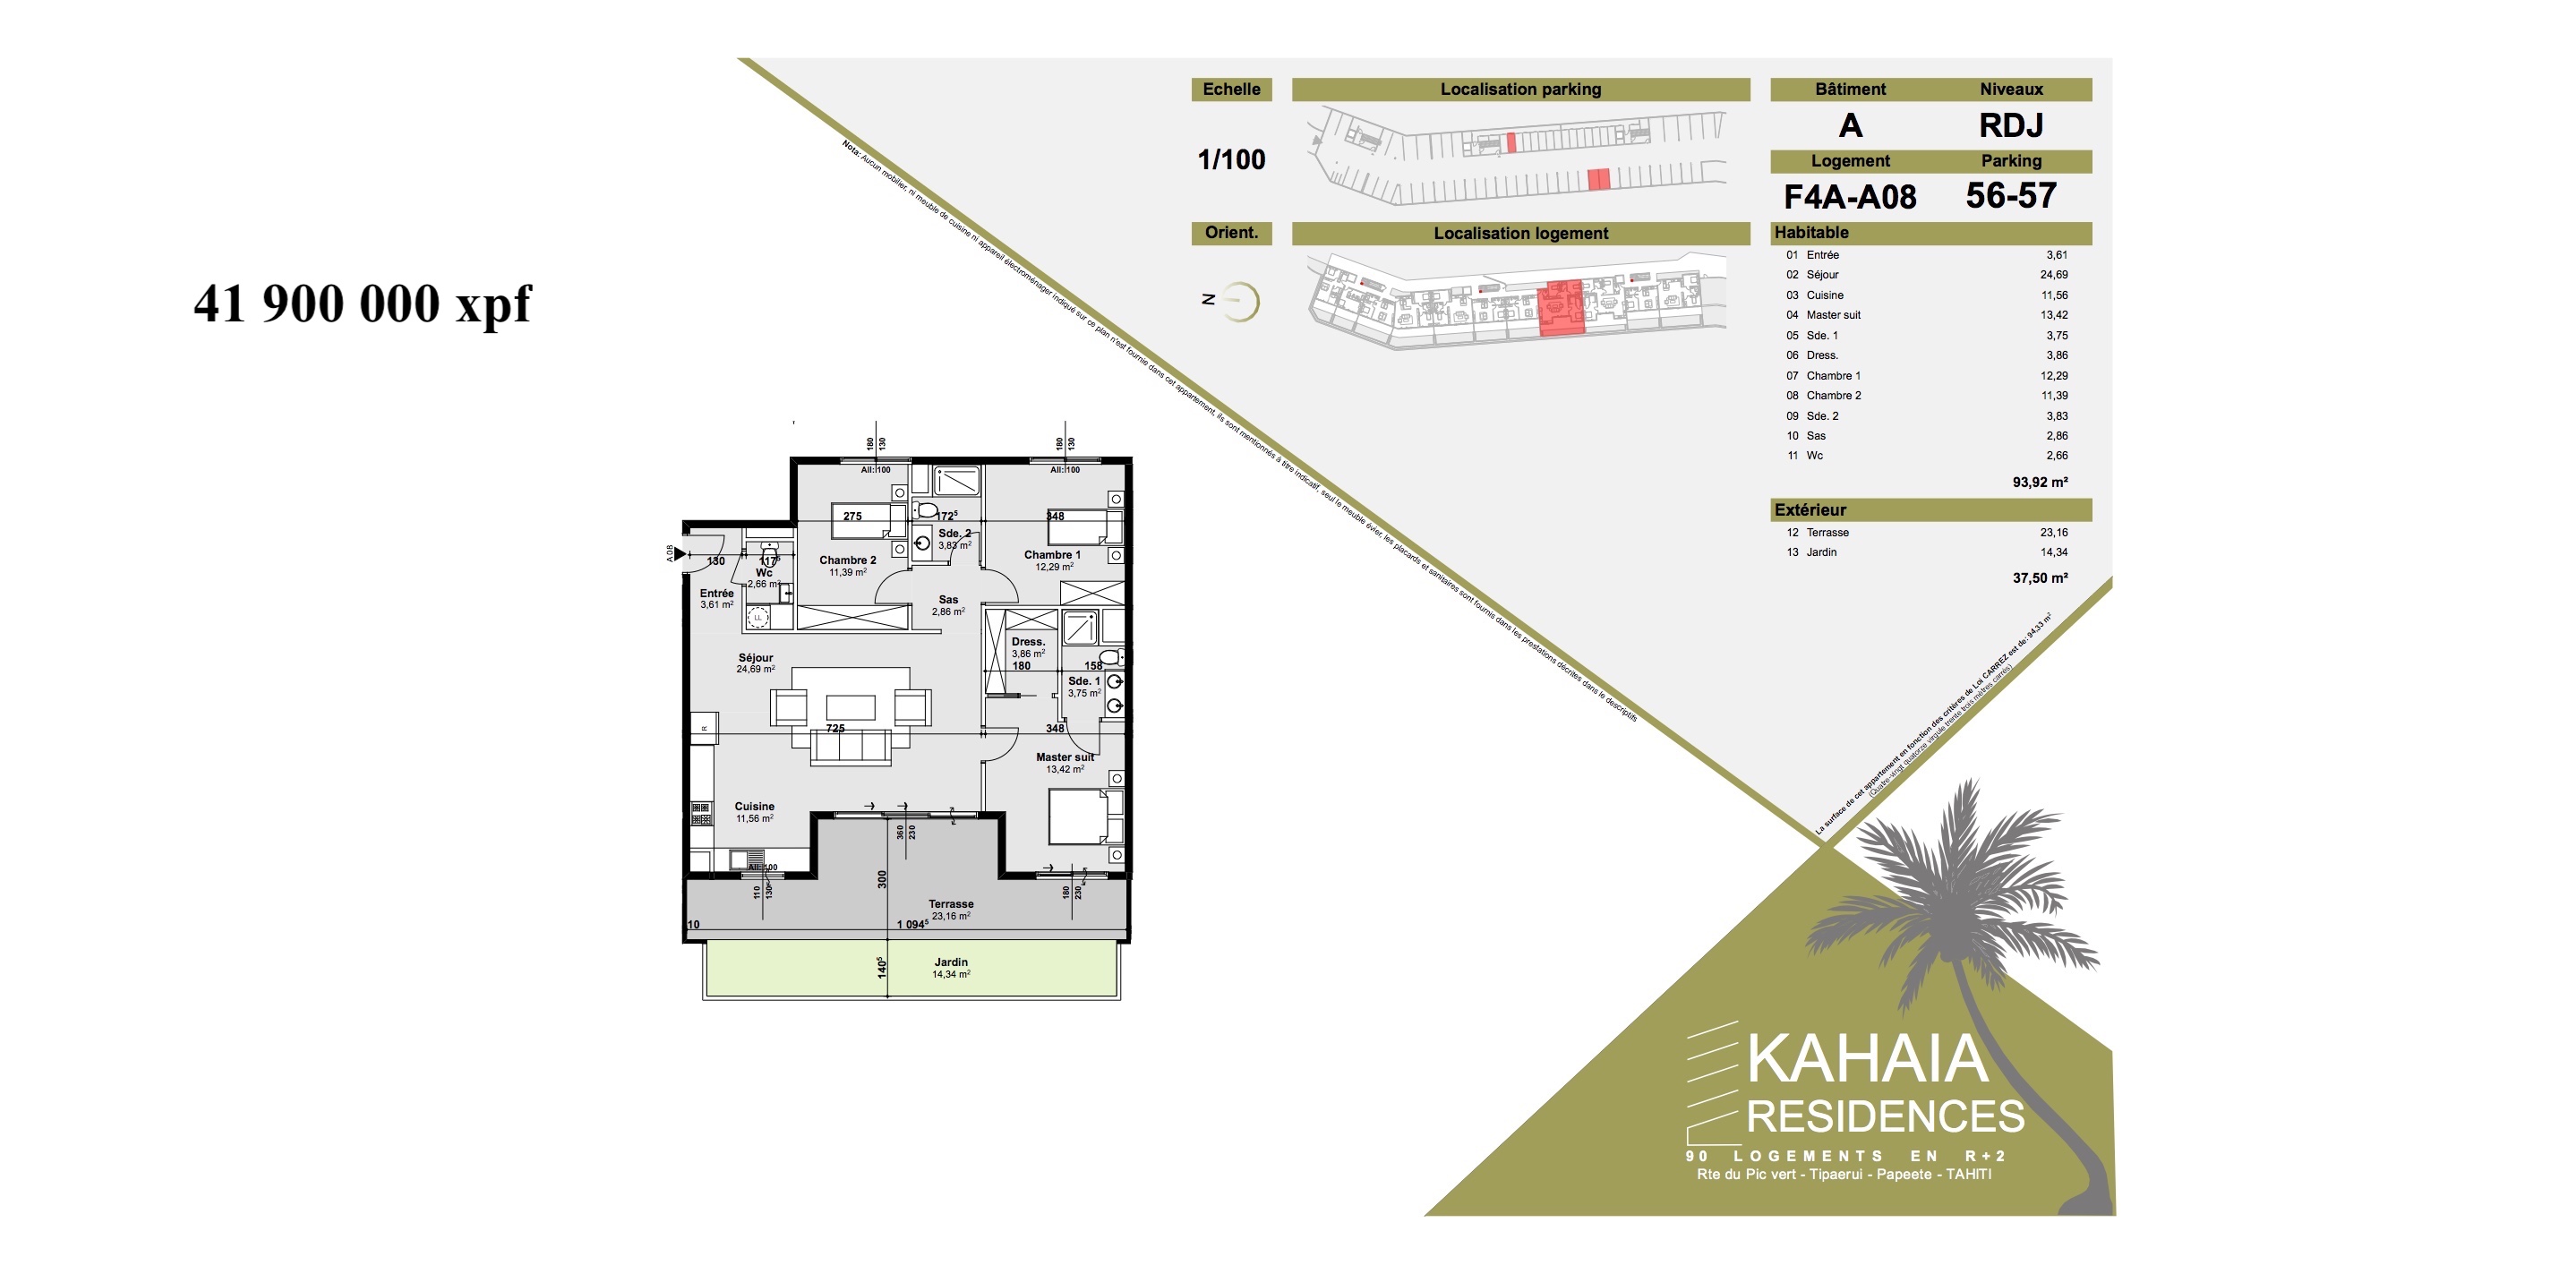 41 900 000 xpf
Echelle
1/100
Orient.
N
Localisation parking
Localisation logement
Bâtiment Niveaux
A RDJ
Logement Parking
F4A-A08 56-57
Habitable
01 Entrée 3,61
02 Séjour 24,69
03 Cuisine 11,56
04 Master suit 13,42
05 Sde. 1 3,75
06 Dress. 3,86
07 Chambre 1 12,29
08 Chambre 2 11,39
09 Sde. 2 3,83
10 Sas 2,86
11 Wc 2,66
93,92 m²
Extérieur
12 Terrasse 23,16
13 Jardin 14,34
37,50 m²
Nota: Aucun mobilier, ni meuble de cuisine ni appareil électroménager indiqué sur ce plan n'est fournie dans cet appartement, ils sont mentionnés à titre indicatif, seul le meuble évier, les placards et sanitaires sont fournis dans les prestations décrites dans le descriptifs
La surface de cet appartement en fonction des critères de Loi CARREZ est de: 94,33 m²
(Quatre-vingt quatorze virgule trente trois mètres carrés)
180
130
180
130
All: 100
All: 100
275
172⁵
348
Sde. 2
3,83 m²
A 08
130
117⁵
Wc
2,66 m²
Chambre 2
11,39 m²
Chambre 1
12,29 m²
Entrée
3,61 m²
Sas
2,86 m²
Dress.
3,86 m²
180
158
Séjour
24,69 m²
Sde. 1
3,75 m²
R
725
348
Master suit
13,42 m²
Cuisine
11,56 m²
360
230
All: 100
110
130
300
180
230
Terrasse
23,16 m²
10
1 094⁵
140⁵
Jardin
14,34 m²
KAHAIA
RESIDENCES
90 LOGEMENTS EN R+2
Rte du Pic vert - Tipaerui - Papeete - TAHITI